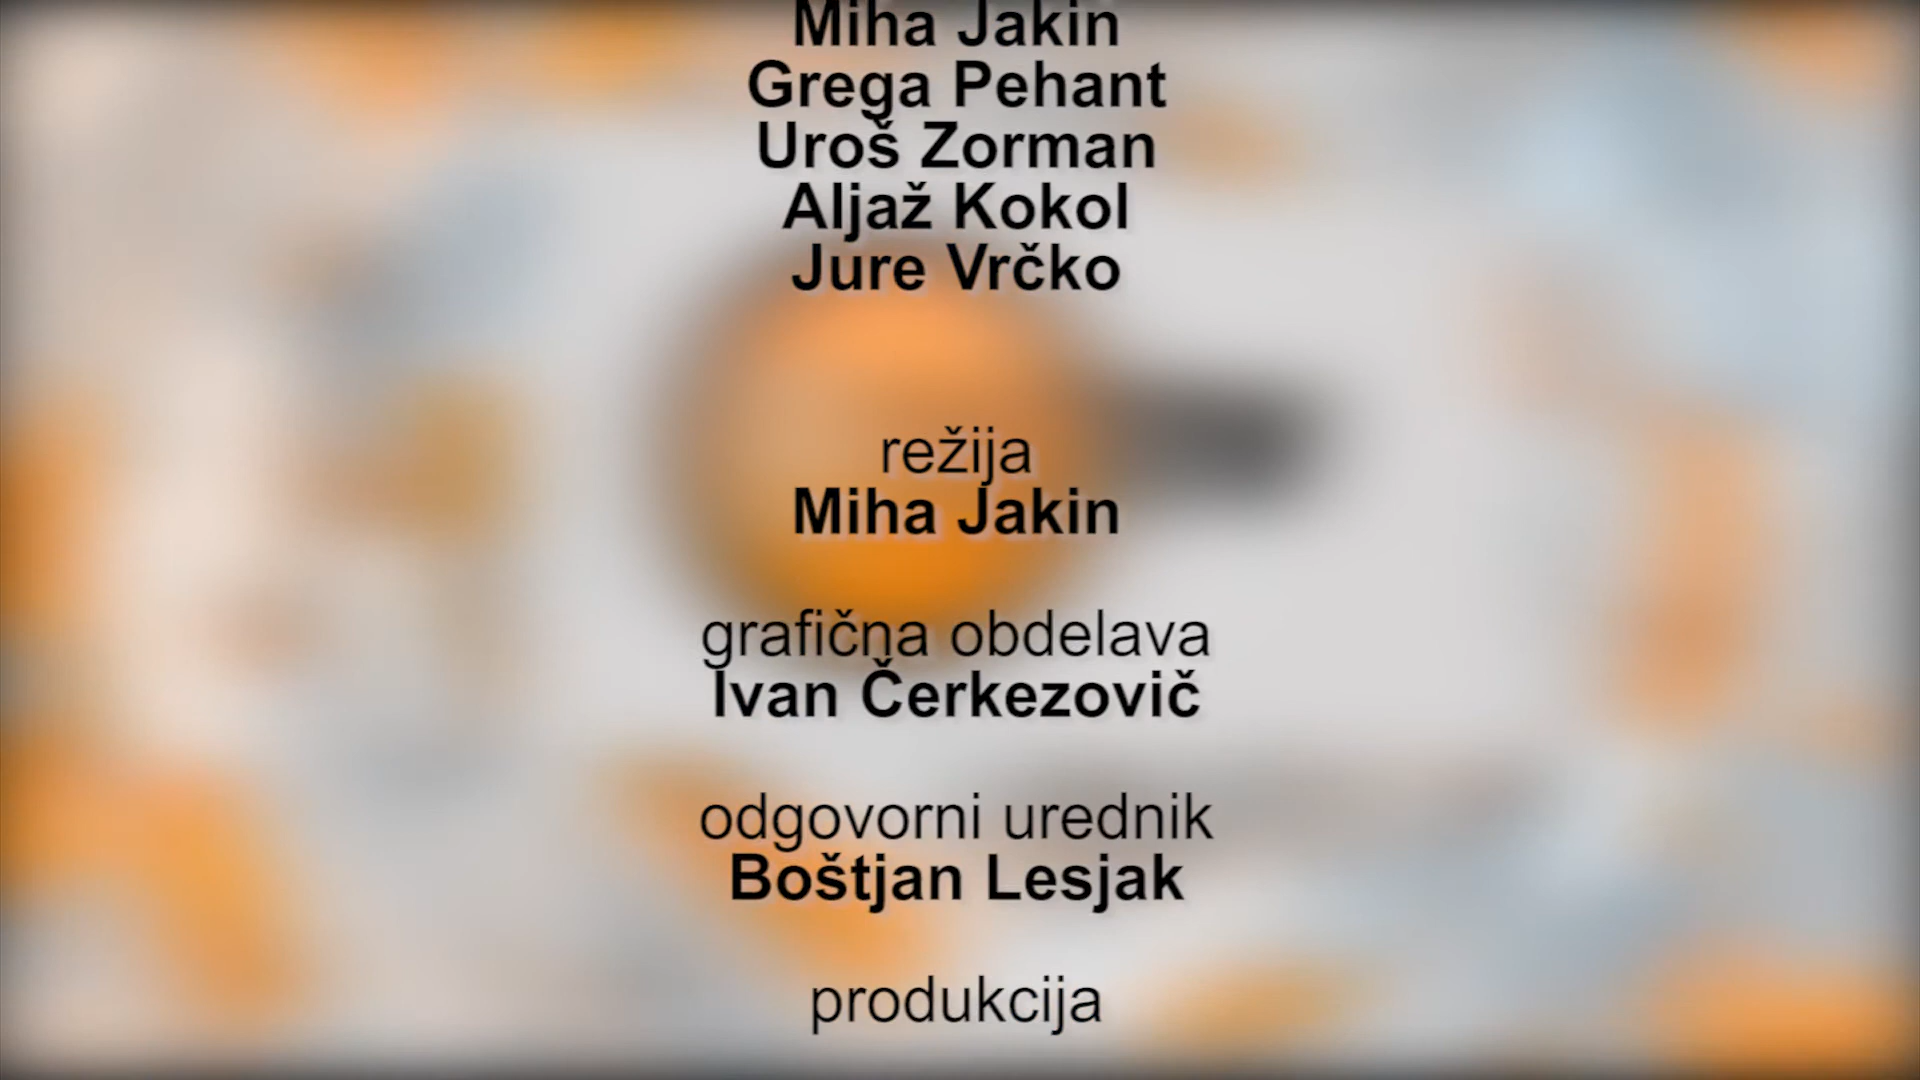 Miha Jakin
Grega Pehant
Uroš Zorman
Aljaž Kokol
Jure Vrčko
režija
Miha Jakin
grafična obdelava
Ivan Čerkezovič
odgovorni urednik
Boštjan Lesjak
produkcija